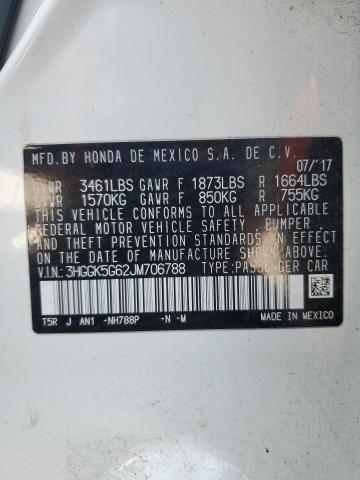 MFD.BY HONDA DE MEXICO S.A. DE C.V.
07/'17
GVWR 3461LBS GAWR F 1873LBS R 1664LBS
GVWR 1570KG GAWR F 850KG R 755KG
THIS VEHICLE CONFORMS TO ALL APPLICABLE
FEDERAL MOTOR VEHICLE SAFETY , BUMPER ,
AND THEFT PREVENTION STANDARDS IN
EFFECT ON THE DATE OF MANUFACTURE
SHOWN ABOVE.
V.I.N.: 3HGGK5G62JM706788 TYPE:PASSENGER CAR
T5R J AN1 -NH788P -N -M
MADE IN MEXICO